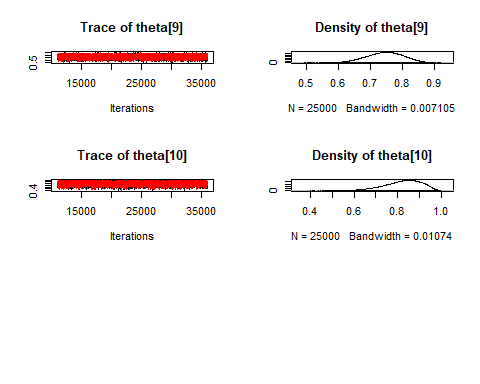 Trace of theta[9]
0.5
15000 25000 35000
Iterations
Density of theta[9]
0
0.5 0.6 0.7 0.8 0.9
N = 25000 Bandwidth = 0.007105
Trace of theta[10]
0.4
15000 25000 35000
Iterations
Density of theta[10]
0
0.4 0.6 0.8 1.0
N = 25000 Bandwidth = 0.01074